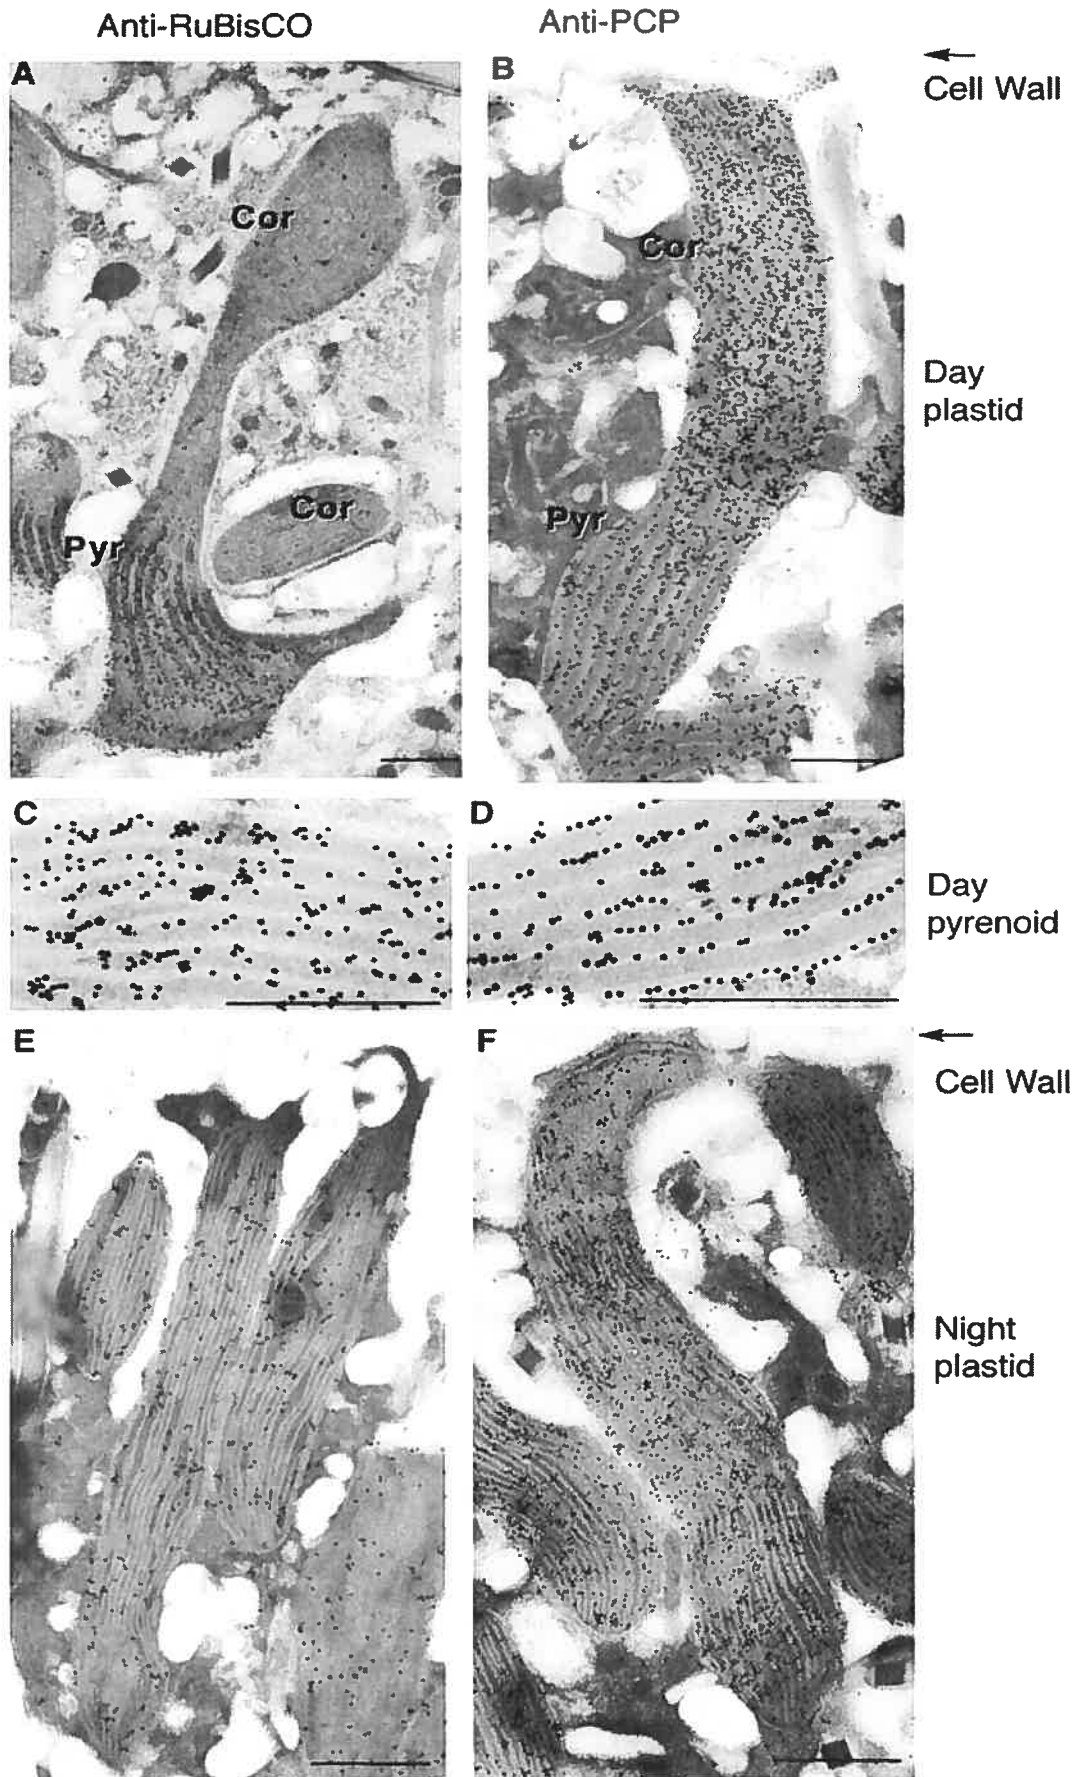 Anti-RuBisCO
Anti-PCP
A
B
Cell Wall
Cor
Cor
Day
plastid
Cor
Pyr
Pyr
C
D
Day
pyrenoid
E
F
Cell Wall
Night
plastid